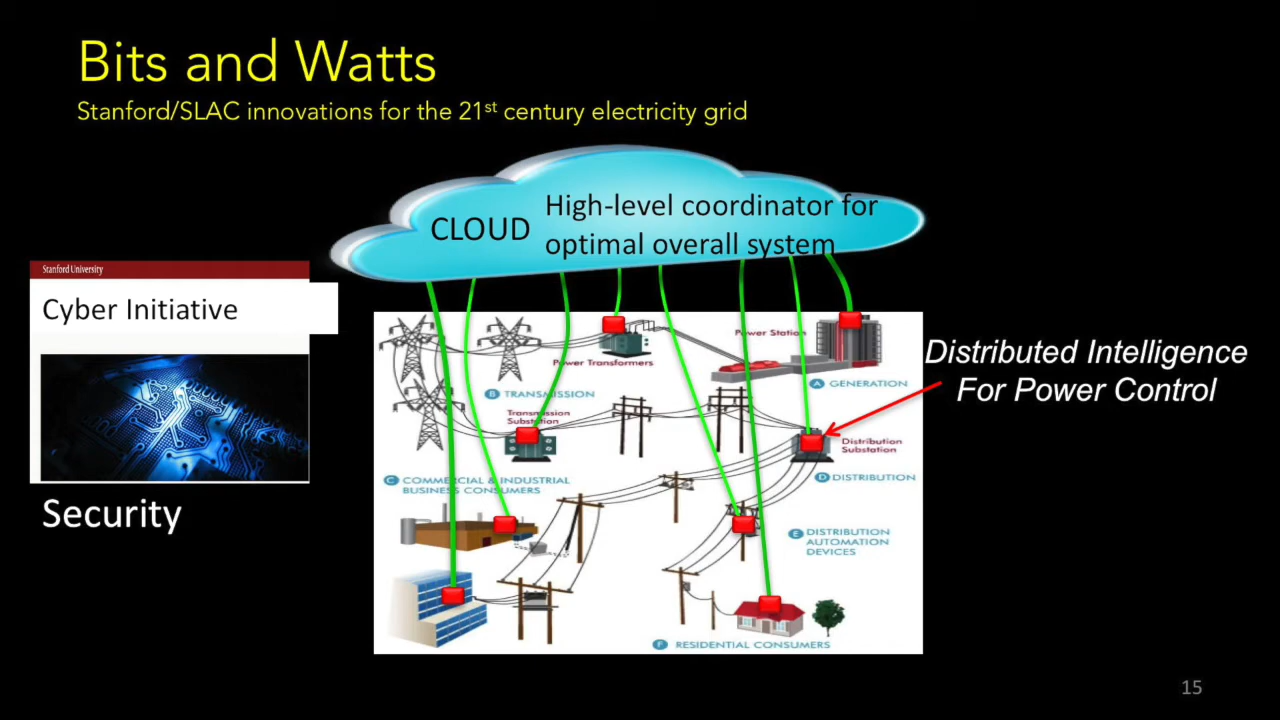 Bits and Watts
Stanford/SLAC innovations for the 21st century electricity grid
CLOUD
High-level coordinator for
optimal overall system
Stanford University
Cyber Initiative
Security
Power Transformers
Power Station
A GENERATION
B TRANSMISSION
Transmission
Substation
Distribution
Substation
D DISTRIBUTION
C COMMERCIAL & INDUSTRIAL
BUSINESS CONSUMERS
E DISTRIBUTION
AUTOMATION
DEVICES
F RESIDENTIAL CONSUMERS
Distributed Intelligence
For Power Control
15